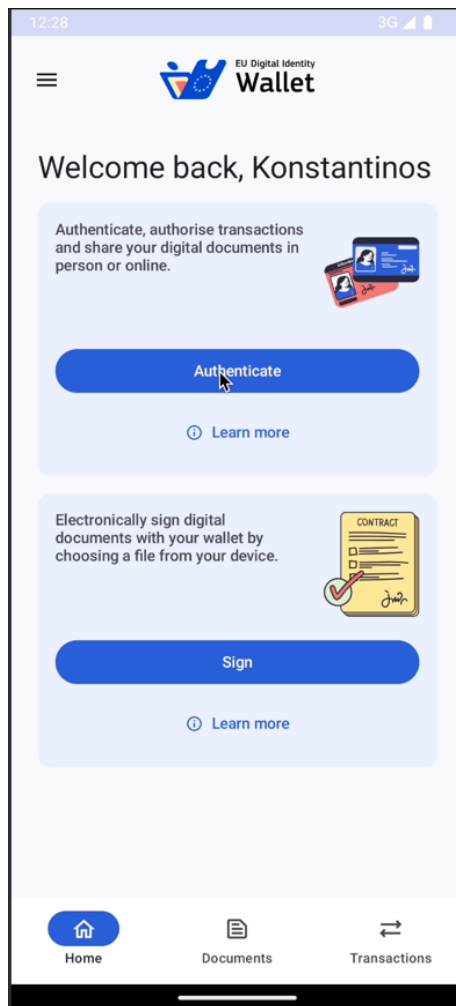 12:28
3G
EU Digital Identity
Wallet
Welcome back, Konstantinos
Authenticate, authorise transactions
and share your digital documents in
person or online.
Authenticate
Learn more
Electronically sign digital
documents with your wallet by
choosing a file from your device.
CONTRACT
Sign
Learn more
Home
Documents
Transactions